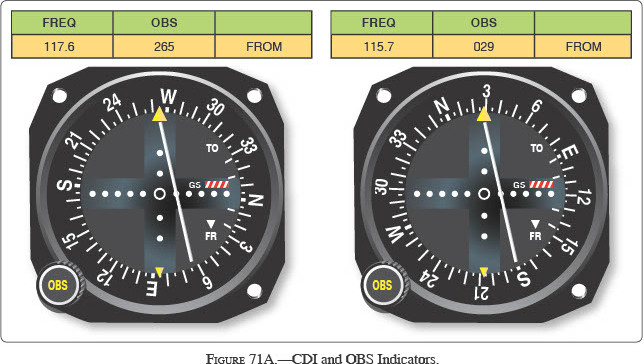 FREQ OBS
117.6 265 FROM
FREQ OBS
115.7 029 FROM
W 30 33 N 3 6 E 12 15 S 21 24
TO
GS
FR
OBS
3 6 E 12 15 S 21 24 W 30 33 N
TO
GS
FR
OBS
FIGURE 71A.—CDI and OBS Indicators.